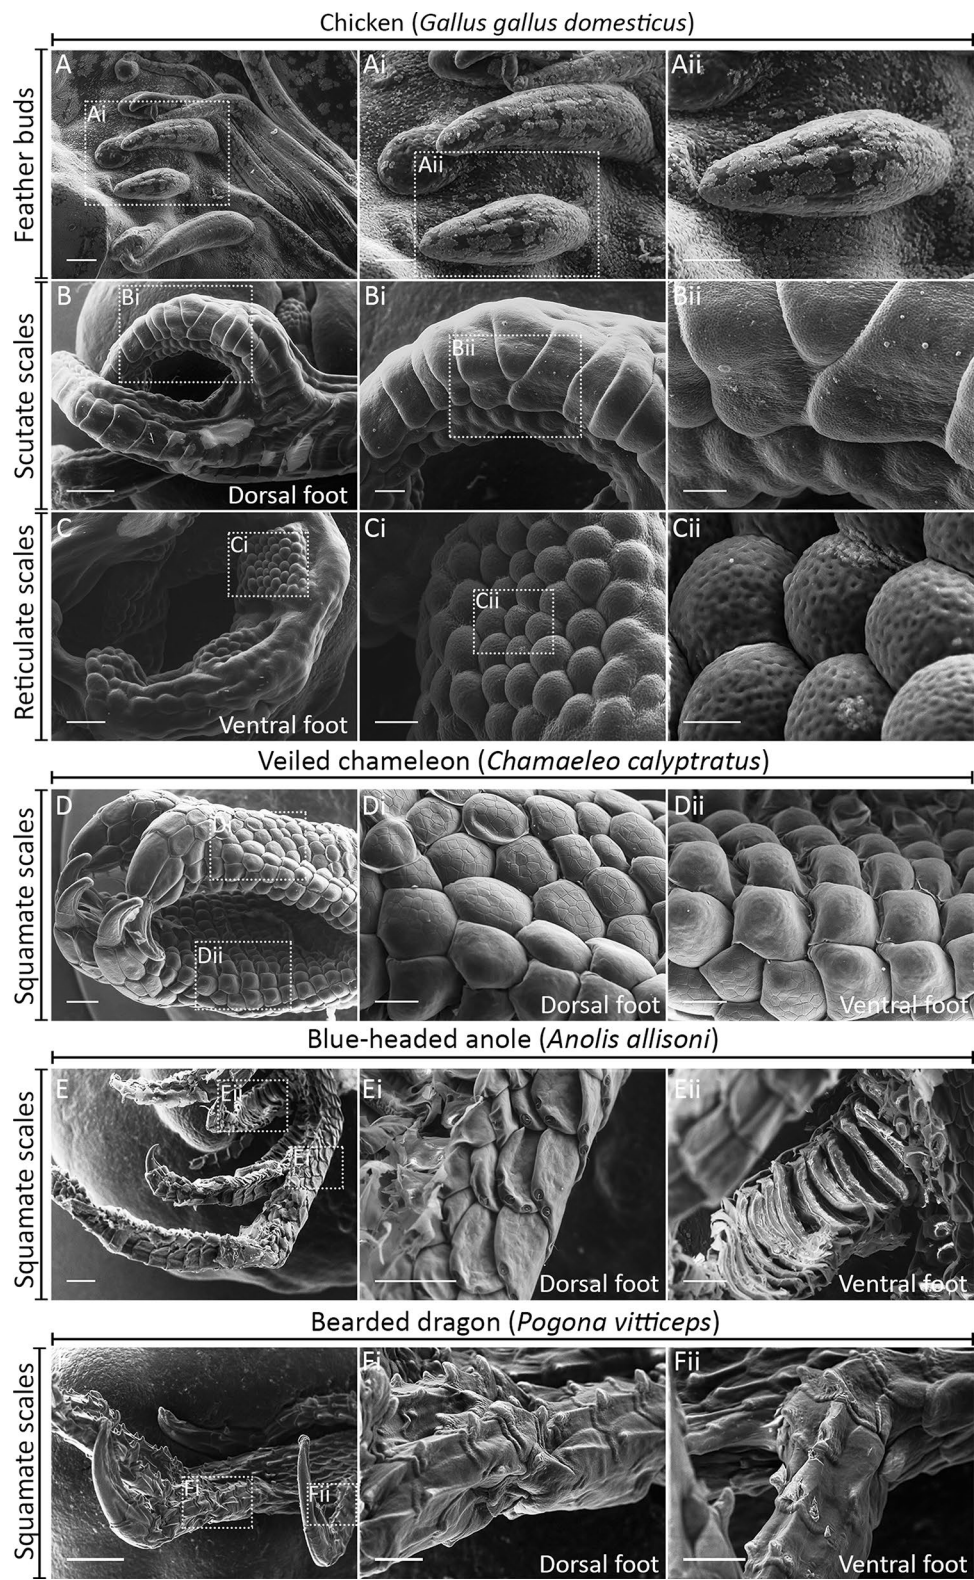 Chicken (Gallus gallus domesticus)
Feather buds
A
Ai
Ai
Aii
Aii
Scutate scales
B
Bi
Dorsal foot
Bi
Bii
Bii
Reticulate scales
C
Ci
Ventral foot
Ci
Cii
Cii
Veiled chameleon (Chamaeleo calyptratus)
Squamate scales
D
Di
Dii
Di
Dorsal foot
Dii
Ventral foot
Blue-headed anole (Anolis allisoni)
Squamate scales
E
Eii
Ei
Ei
Dorsal foot
Eii
Ventral foot
Bearded dragon (Pogona vitticeps)
Squamate scales
F
Fi
Fii
Fi
Dorsal foot
Fii
Ventral foot